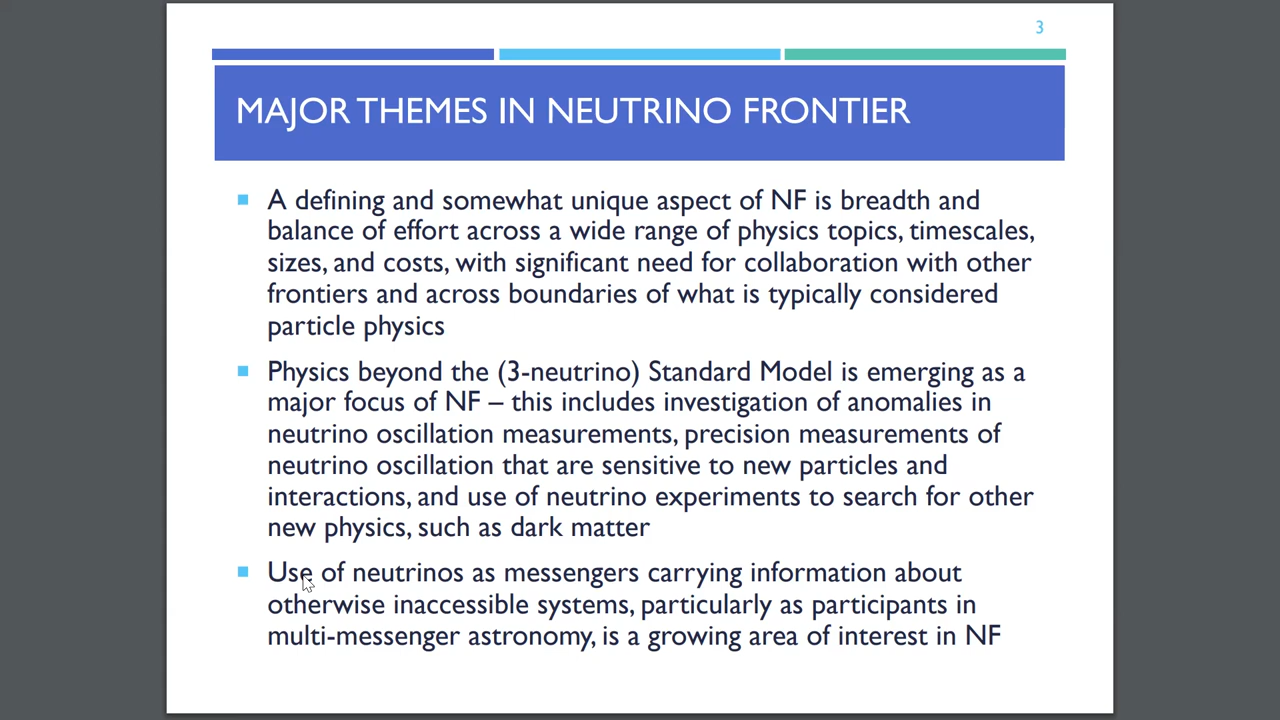 3
MAJOR THEMES IN NEUTRINO FRONTIER
A defining and somewhat unique aspect of NF is breadth and
balance of effort across a wide range of physics topics, timescales,
sizes, and costs, with significant need for collaboration with other
frontiers and across boundaries of what is typically considered
particle physics
Physics beyond the (3-neutrino) Standard Model is emerging as a
major focus of NF – this includes investigation of anomalies in
neutrino oscillation measurements, precision measurements of
neutrino oscillation that are sensitive to new particles and
interactions, and use of neutrino experiments to search for other
new physics, such as dark matter
Use of neutrinos as messengers carrying information about
otherwise inaccessible systems, particularly as participants in
multi-messenger astronomy, is a growing area of interest in NF